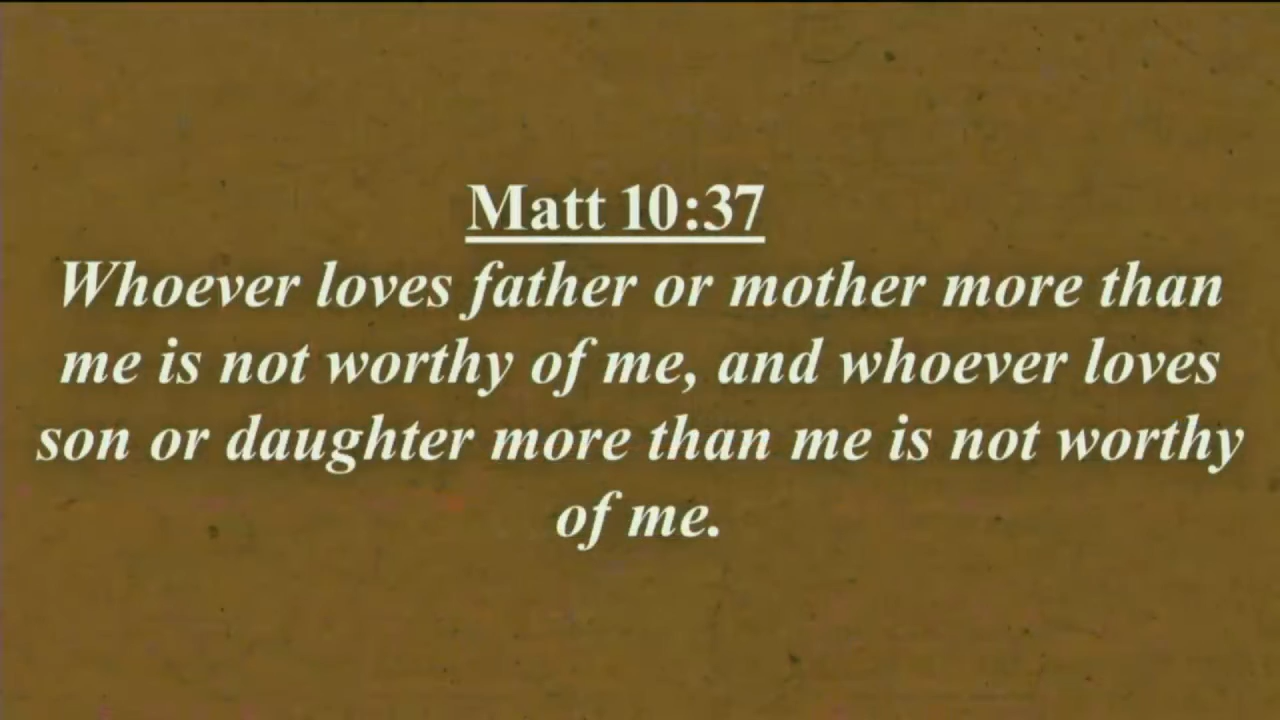 Matt 10:37
Whoever loves father or mother more than
me is not worthy of me, and whoever loves
son or daughter more than me is not worthy
of me.